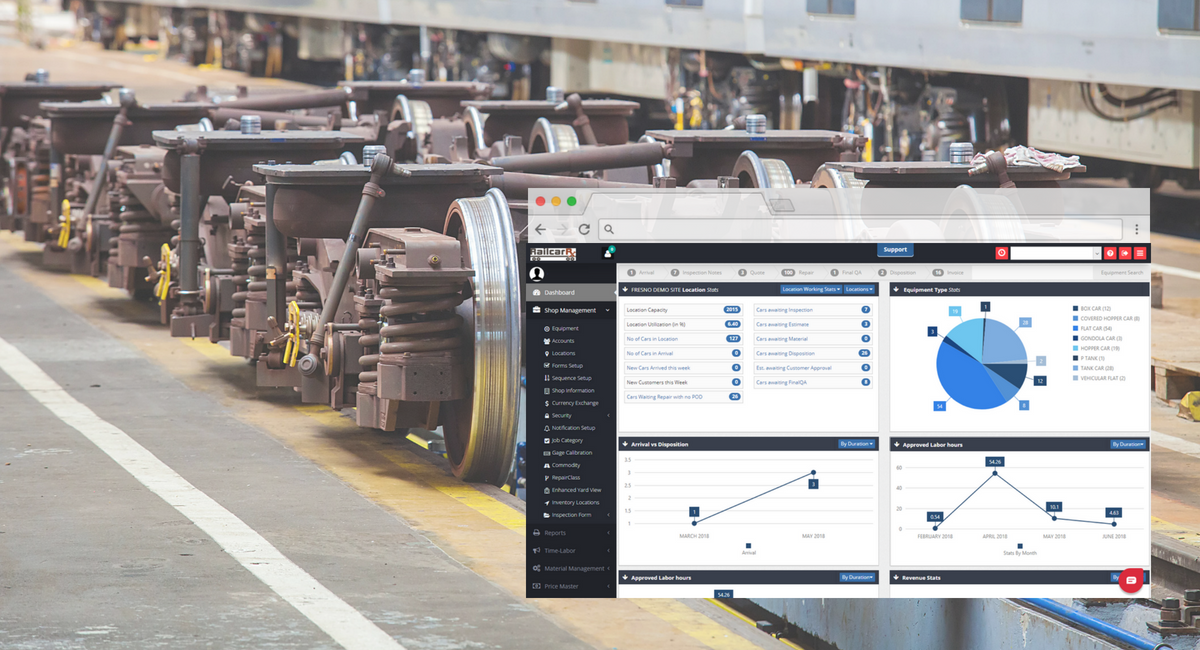 RailcarRx
Support
1 Arrival 7 Inspection Notes 3 Quote 100 Repair 1 Final QA 2 Disposition Invoice Equipment Search
Dashboard
Shop Management
Equipment
Accounts
Locations
Forms Setup
Sequence Setup
Shop Information
Currency Exchange
Security
Notification Setup
Job Category
Gage Calibration
Commodity
RepairClass
Enhanced Yard View
Inventory Locations
Inspection Form
Reports
Time-Labor
Material Management
Price Master
FRESNO DEMO SITE Location Stats
Location Working Stats Locations
Location Capacity 2015
Location Utilization (in %) 6.40
No of Cars in Location 127
No of Cars in Arrival 0
New Cars Arrived this week 0
New Customers this Week 0
Cars Waiting Repair with no POD 26
Cars awaiting Inspection 7
Cars awaiting Estimate 3
Cars awaiting Material 0
Cars awaiting Disposition 26
Est. awaiting Customer Approval 0
Cars awaiting FinalQA 8
Equipment Type Stats
1
28
2
12
8
54
3
19
BOX CAR (12)
COVERED HOPPER CAR (8)
FLAT CAR (54)
GONDOLA CAR (3)
HOPPER CAR (19)
P TANK (1)
TANK CAR (28)
VEHICULAR FLAT (2)
Arrival vs Disposition By Duration
3.5
3
2.5
2
1.5
1
1
3
MARCH 2018 MAY 2018
Arrival
Approved Labor hours By Duration
60
40
20
0
0.54
54.26
10.1
4.63
FEBRUARY 2018 APRIL 2018 MAY 2018 JUNE 2018
Stats By Month
Approved Labor hours By Duration
54.26
Revenue Stats By